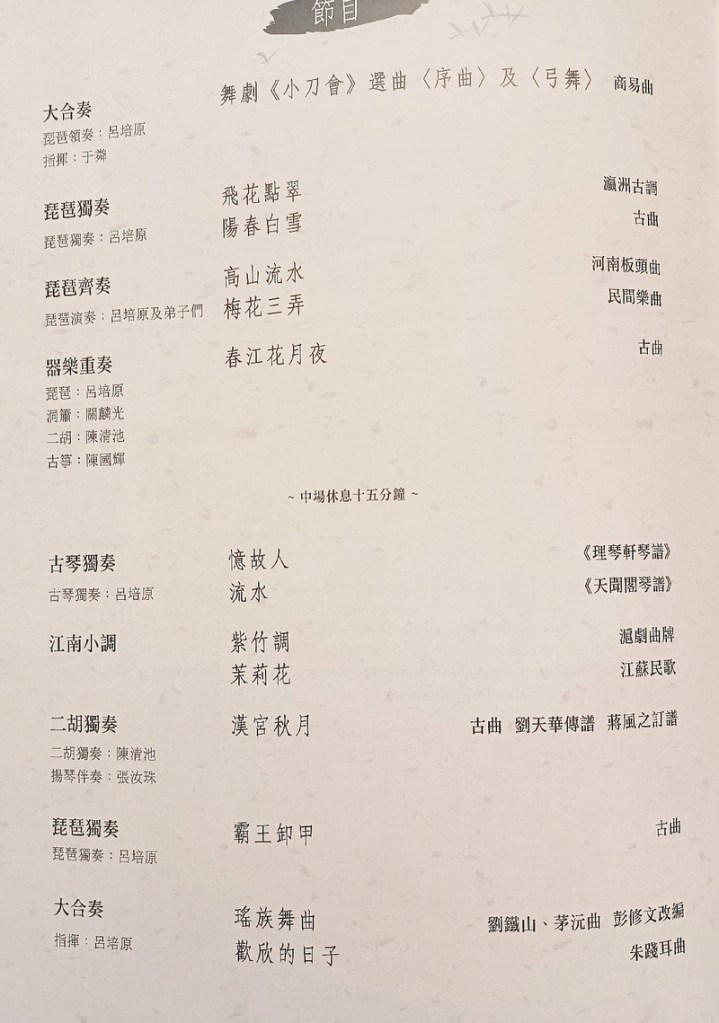 節目
大合奏 舞劇《小刀會》選曲〈序曲〉及〈弓舞〉 商易曲
琵琶領奏：呂培原
指揮：于粦
琵琶獨奏 飛花點翠 瀛洲古調
琵琶獨奏：呂培原 陽春白雪 古曲
琵琶齊奏 高山流水 河南板頭曲
琵琶演奏：呂培原及弟子們 梅花三弄 民間樂曲
器樂重奏 春江花月夜 古曲
琵琶：呂培原
洞簫：關麟光
二胡：陳清池
古箏：陳國輝
~ 中場休息十五分鐘 ~
古琴獨奏 憶故人 《理琴軒琴譜》
古琴獨奏：呂培原 流水 《天聞閣琴譜》
江南小調 紫竹調 滬劇曲牌
茉莉花 江蘇民歌
二胡獨奏 漢宮秋月 古曲 劉天華傳譜 蔣風之訂譜
二胡獨奏：陳清池
揚琴伴奏：張汝珠
琵琶獨奏 霸王卸甲 古曲
琵琶獨奏：呂培原
大合奏 瑤族舞曲 劉鐵山、茅沅曲 彭修文改編
指揮：呂培原 歡欣的日子 朱踐耳曲